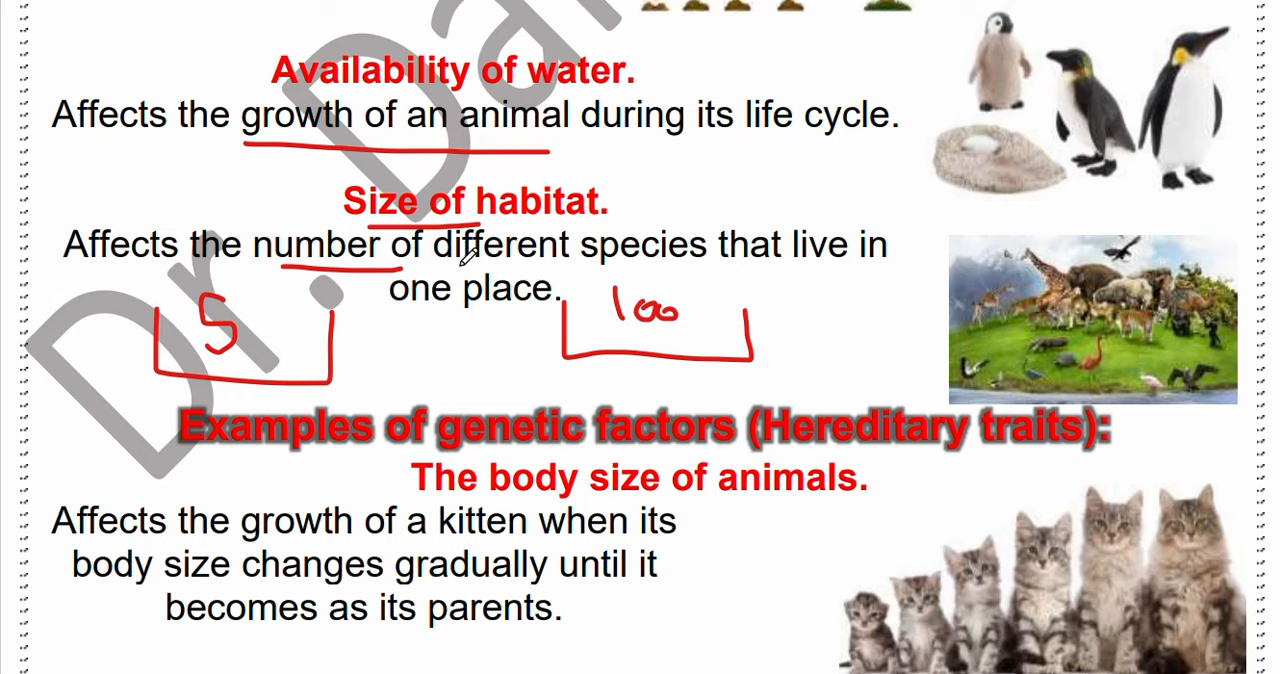 Availability of water.
Affects the growth of an animal during its life cycle.
Size of habitat.
Affects the number of different species that live in
one place.
5
100
Examples of genetic factors (Hereditary traits):
The body size of animals.
Affects the growth of a kitten when its
body size changes gradually until it
becomes as its parents.